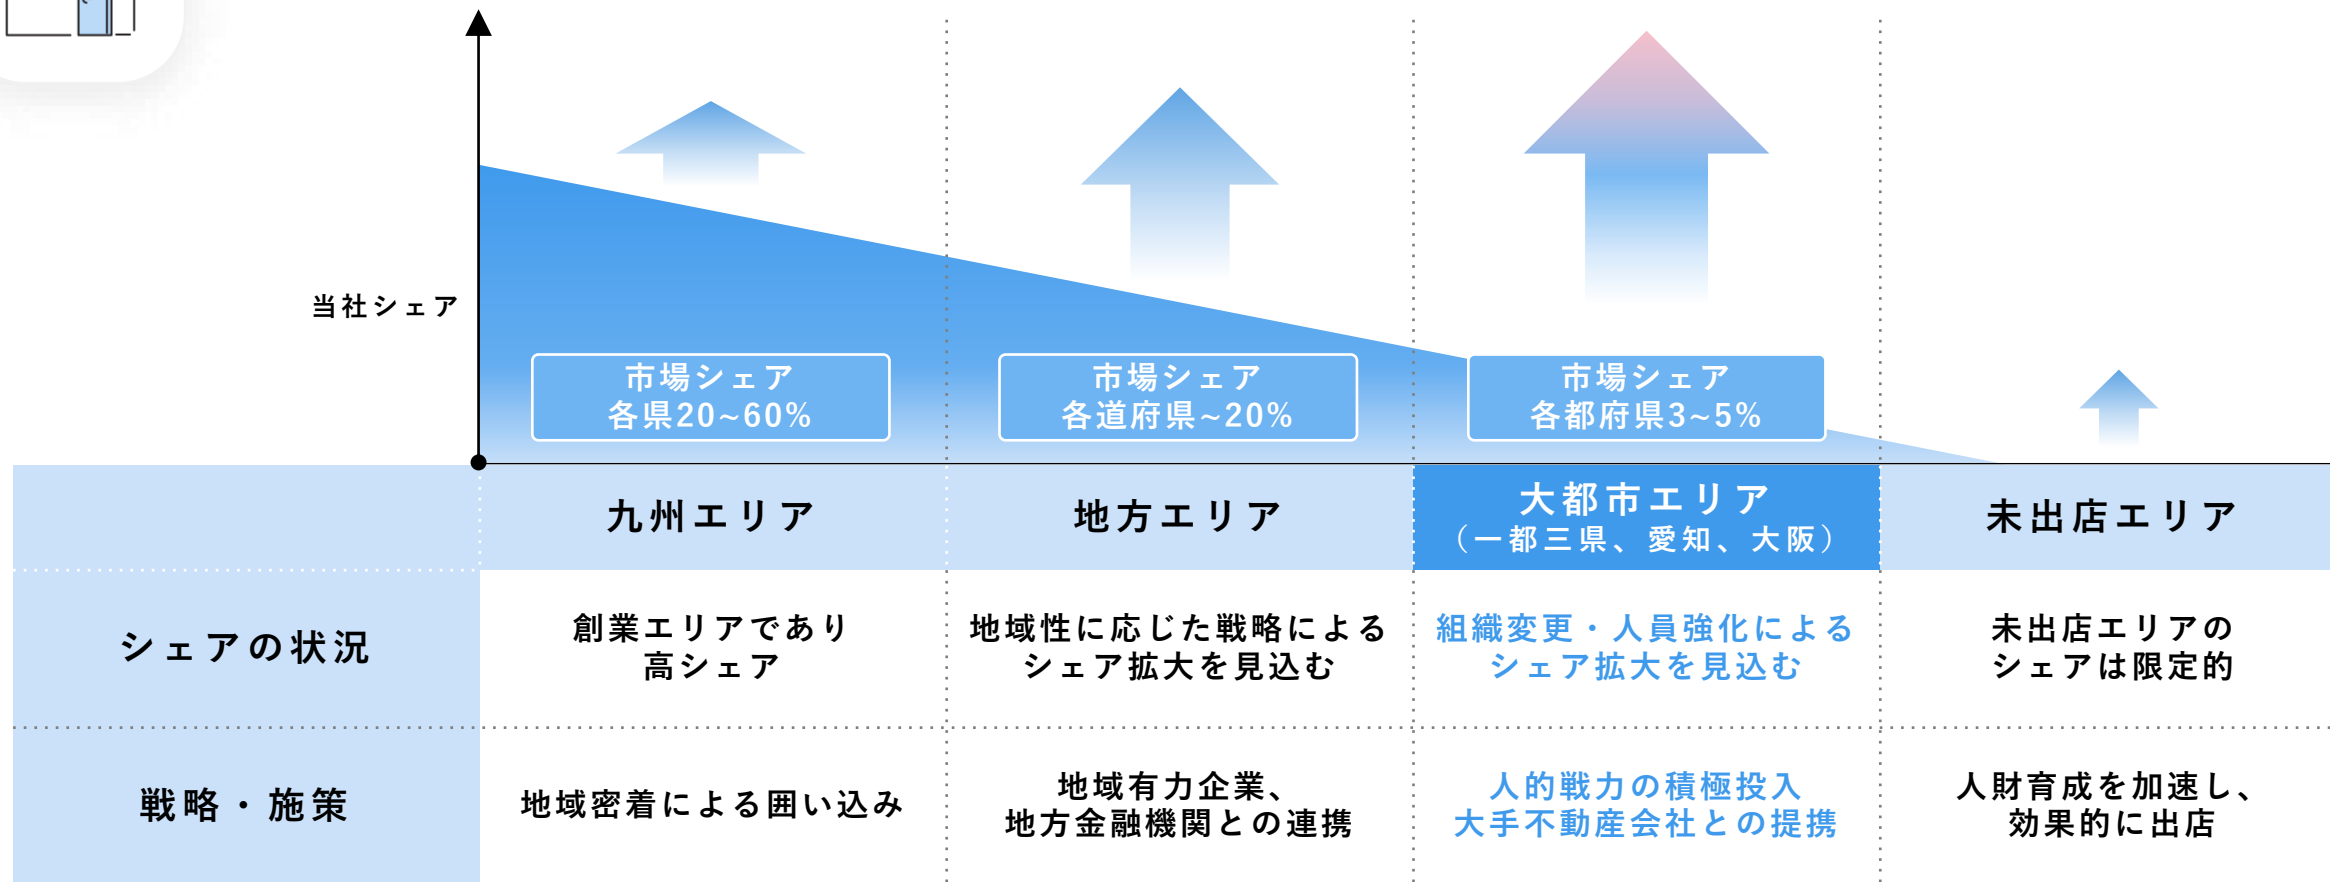 当社シェア
市場シェア
各県20~60%
市場シェア
各道府県~20%
市場シェア
各都府県3~5%
九州エリア
地方エリア
大都市エリア
（一都三県、愛知、大阪）
未出店エリア
シェアの状況
創業エリアであり
高シェア
地域性に応じた戦略による
シェア拡大を見込む
組織変更・人員強化による
シェア拡大を見込む
未出店エリアの
シェアは限定的
戦略・施策
地域密着による囲い込み
地域有力企業、
地方金融機関との連携
人的戦力の積極投入
大手不動産会社との提携
人財育成を加速し、
効果的に出店